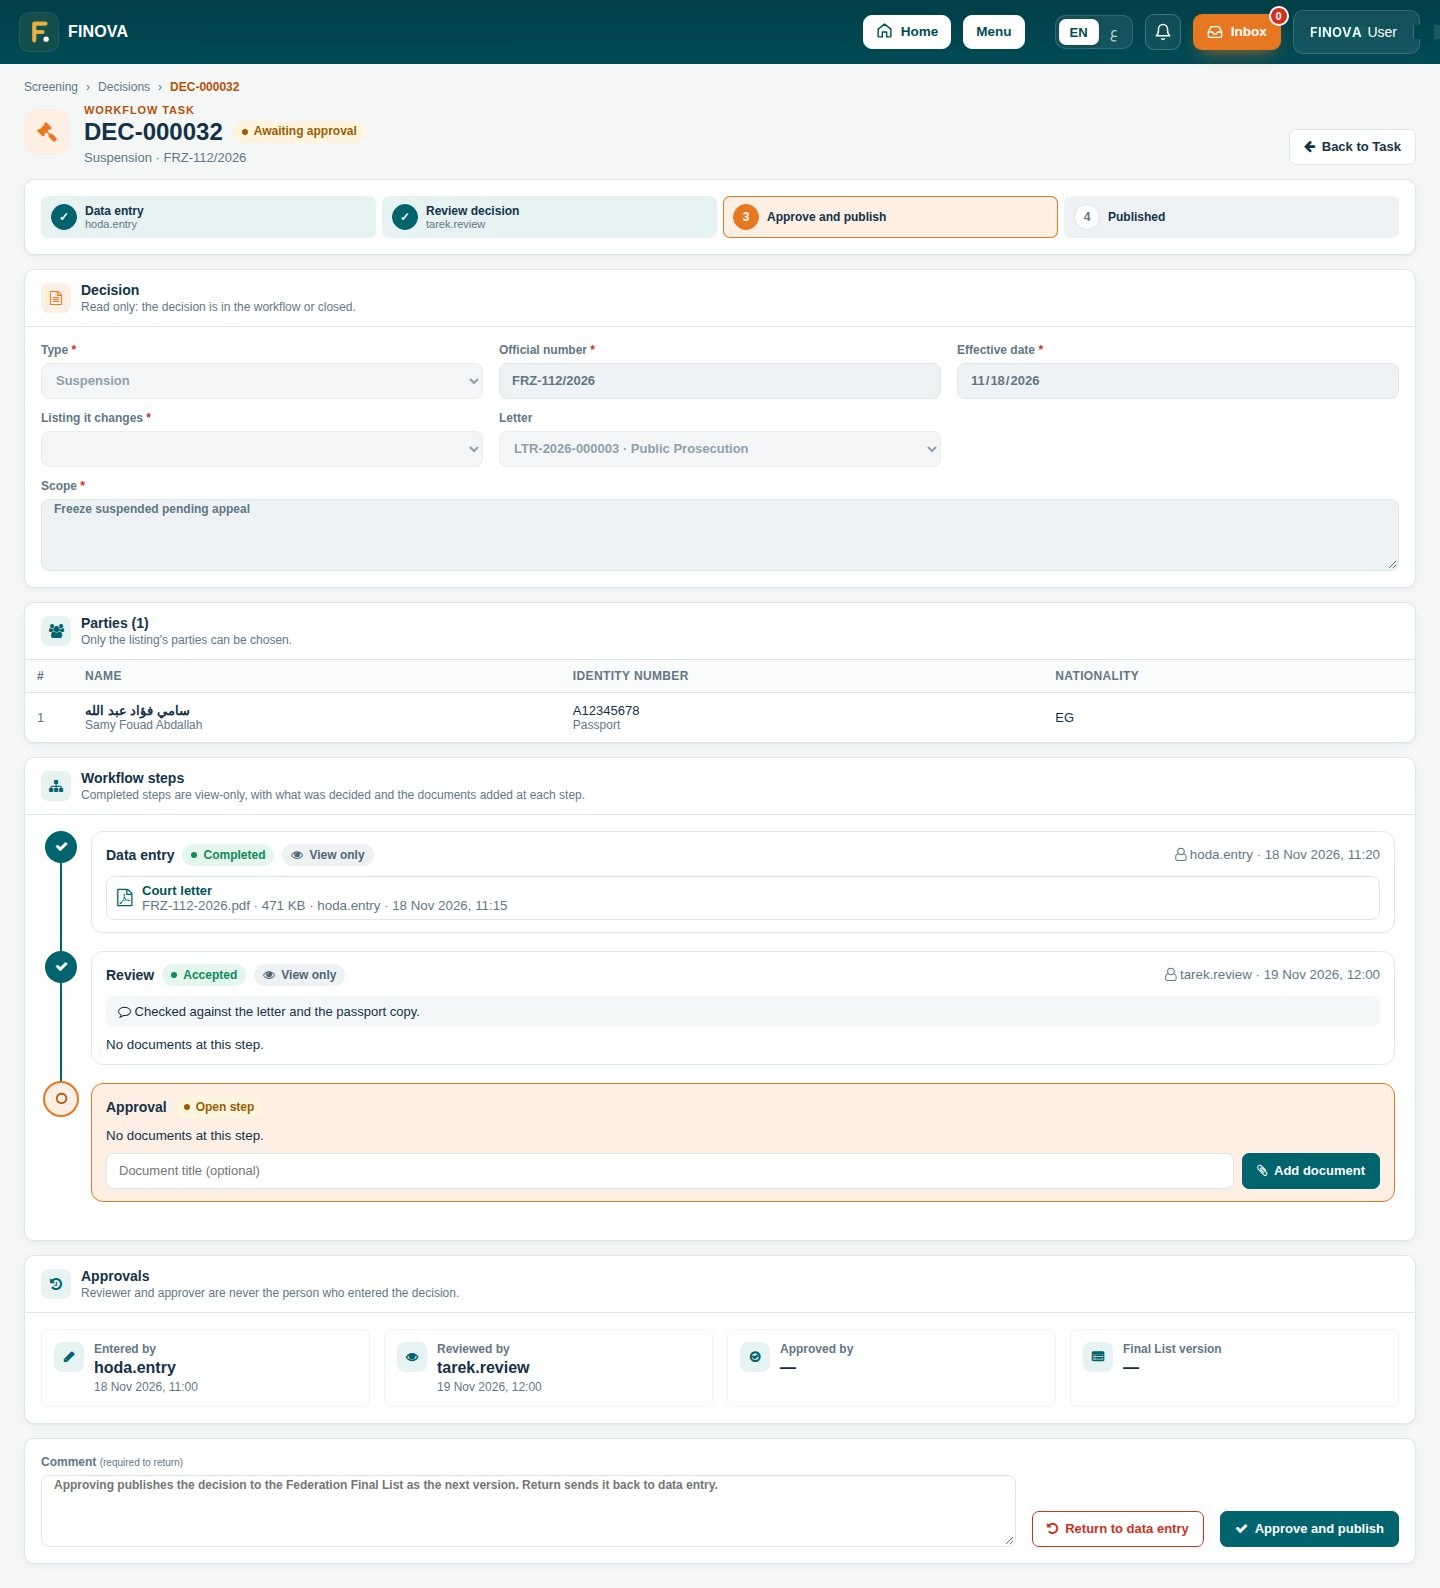 FINOVA
Home
Menu
EN
ع
Inbox
0
FINOVA User
Screening › Decisions › DEC-000032
WORKFLOW TASK
DEC-000032
Awaiting approval
Suspension · FRZ-112/2026
Back to Task
Data entry
hoda.entry
Review decision
tarek.review
3
Approve and publish
4
Published
Decision
Read only: the decision is in the workflow or closed.
Type *
Official number *
Effective date *
Suspension
FRZ-112/2026
11/18/2026
Listing it changes *
Letter
LTR-2026-000003 · Public Prosecution
Scope *
Freeze suspended pending appeal
Parties (1)
Only the listing's parties can be chosen.
# NAME IDENTITY NUMBER NATIONALITY
1
سامي فؤاد عبد الله
Samy Fouad Abdallah
A12345678
Passport
EG
Workflow steps
Completed steps are view-only, with what was decided and the documents added at each step.
Data entry
Completed
View only
hoda.entry · 18 Nov 2026, 11:20
Court letter
FRZ-112-2026.pdf · 471 KB · hoda.entry · 18 Nov 2026, 11:15
Review
Accepted
View only
tarek.review · 19 Nov 2026, 12:00
Checked against the letter and the passport copy.
No documents at this step.
Approval
Open step
No documents at this step.
Document title (optional)
Add document
Approvals
Reviewer and approver are never the person who entered the decision.
Entered by
hoda.entry
18 Nov 2026, 11:00
Reviewed by
tarek.review
19 Nov 2026, 12:00
Approved by
—
Final List version
—
Comment (required to return)
Approving publishes the decision to the Federation Final List as the next version. Return sends it back to data entry.
Return to data entry
Approve and publish